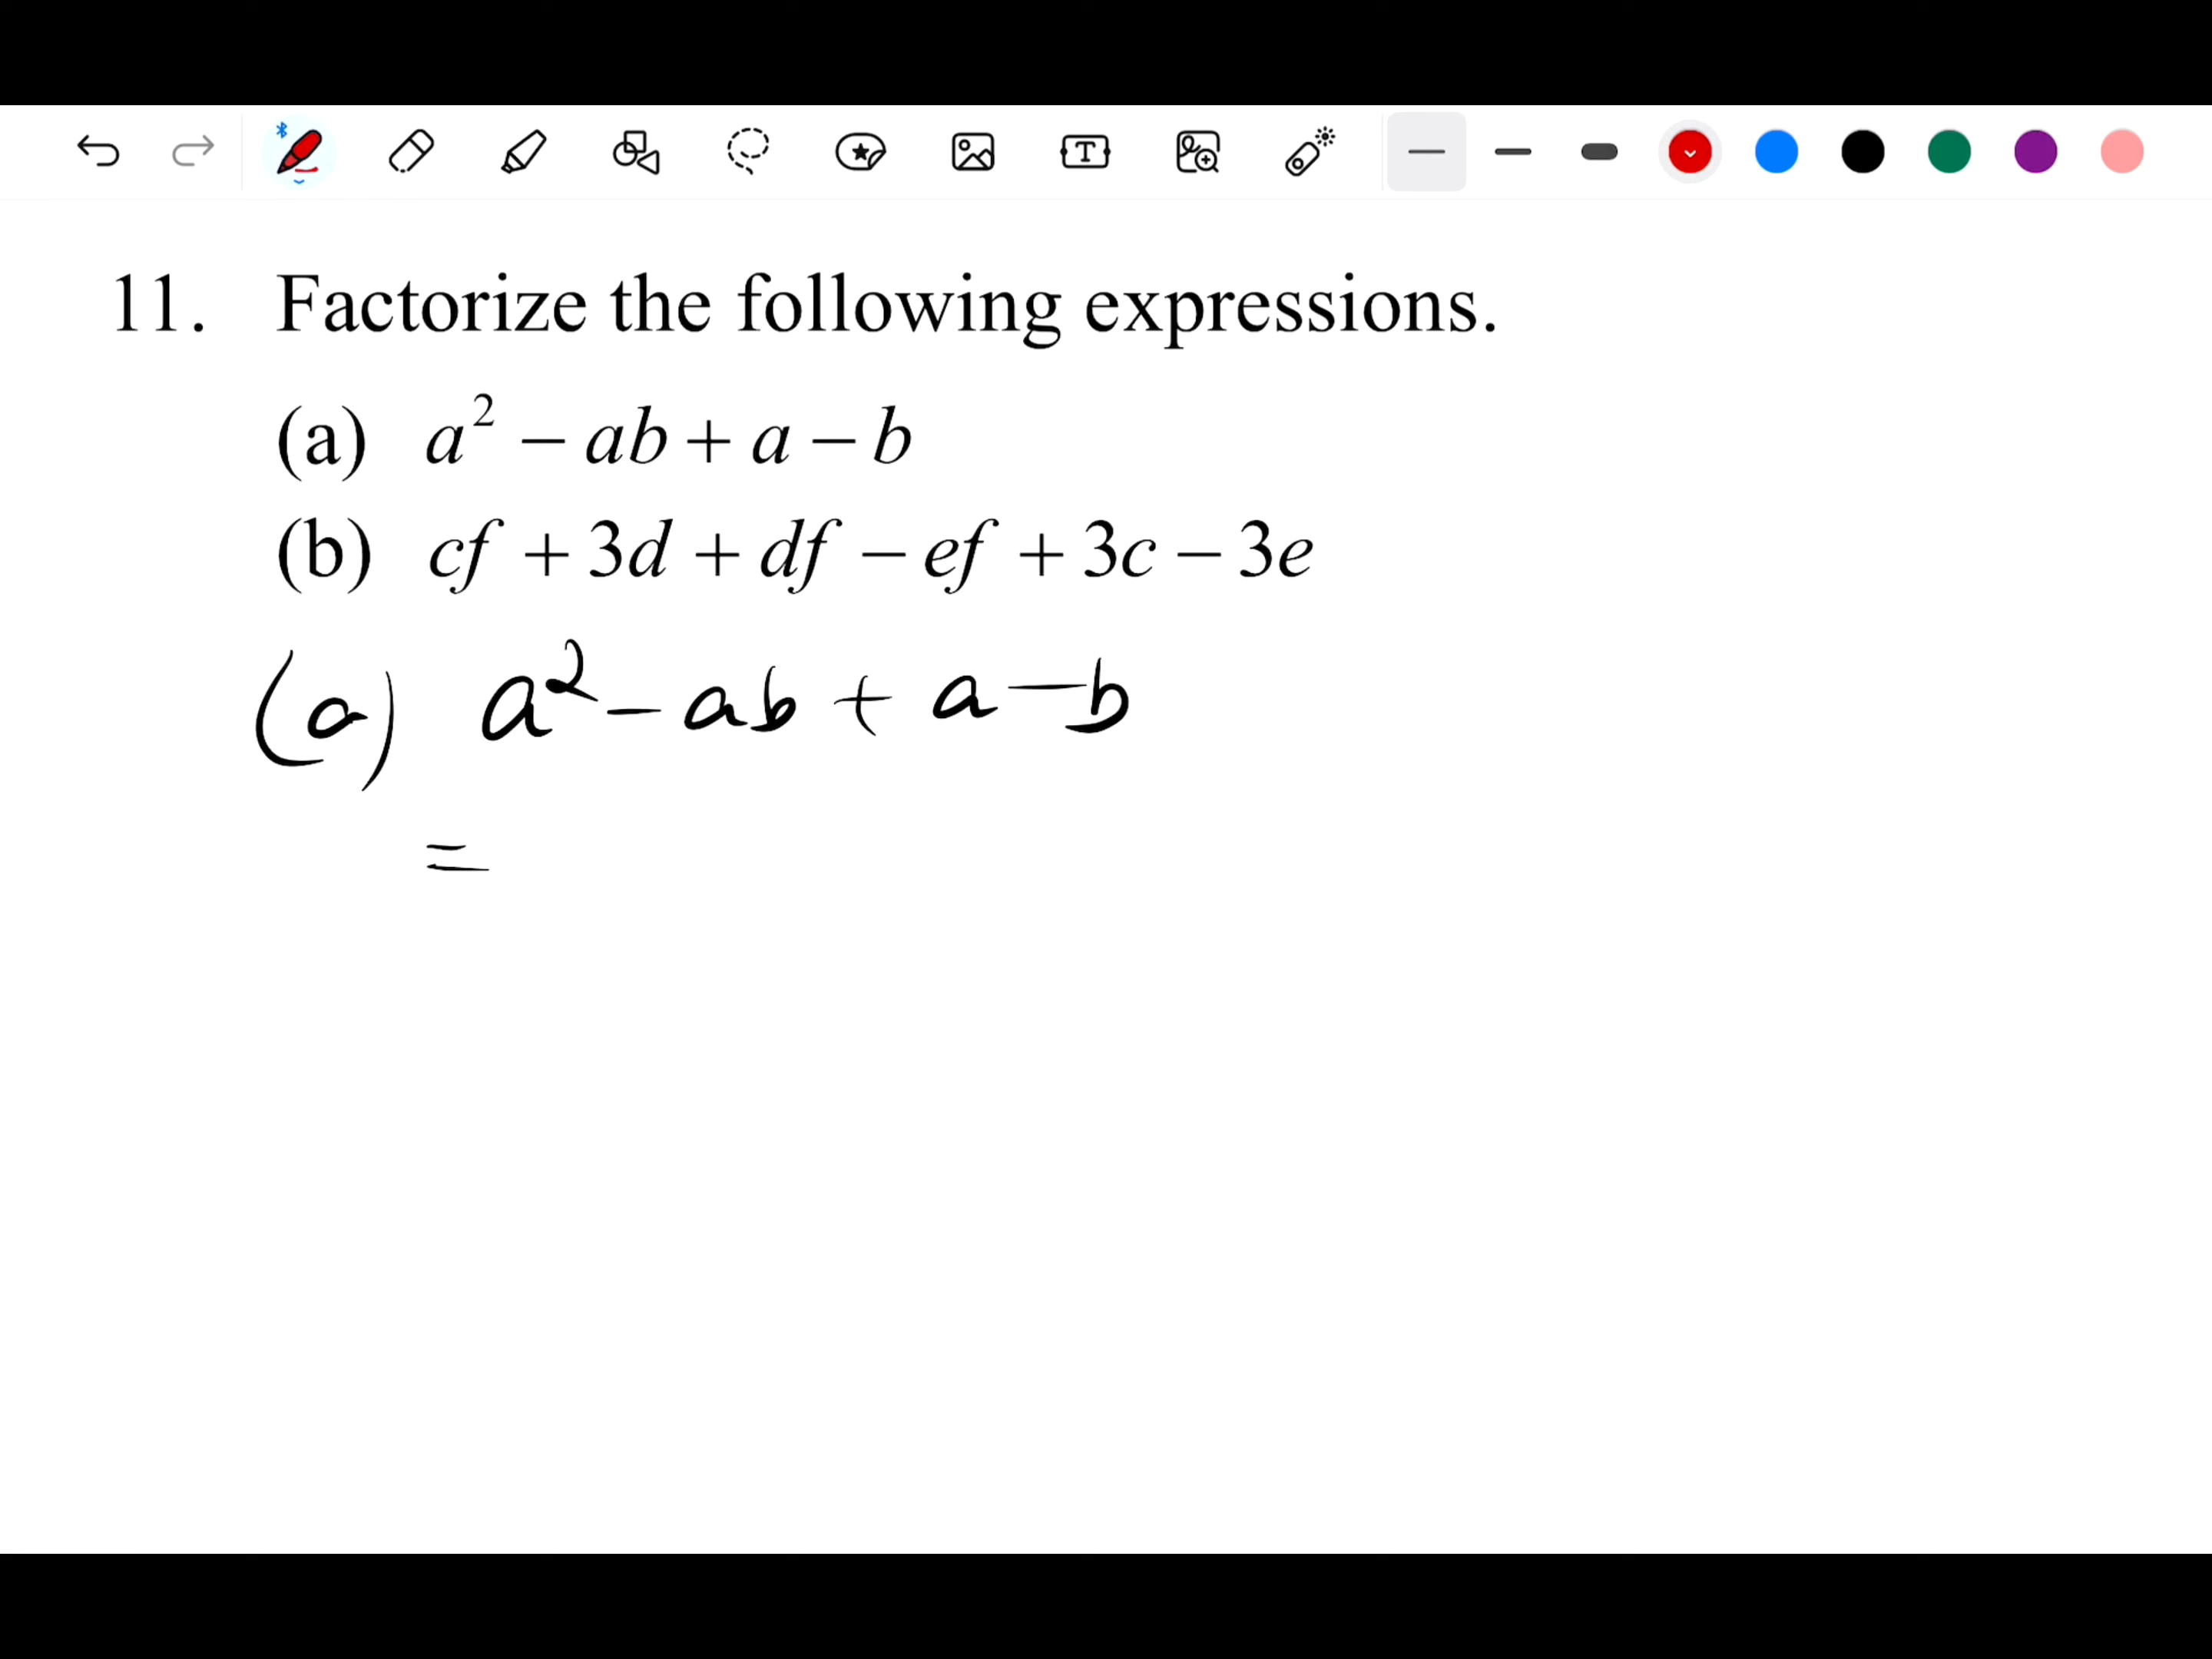 11. Factorize the following expressions.
(a) a² − ab + a − b
(b) cf + 3d + df − ef + 3c − 3e
(a) a² − ab + a − b
=